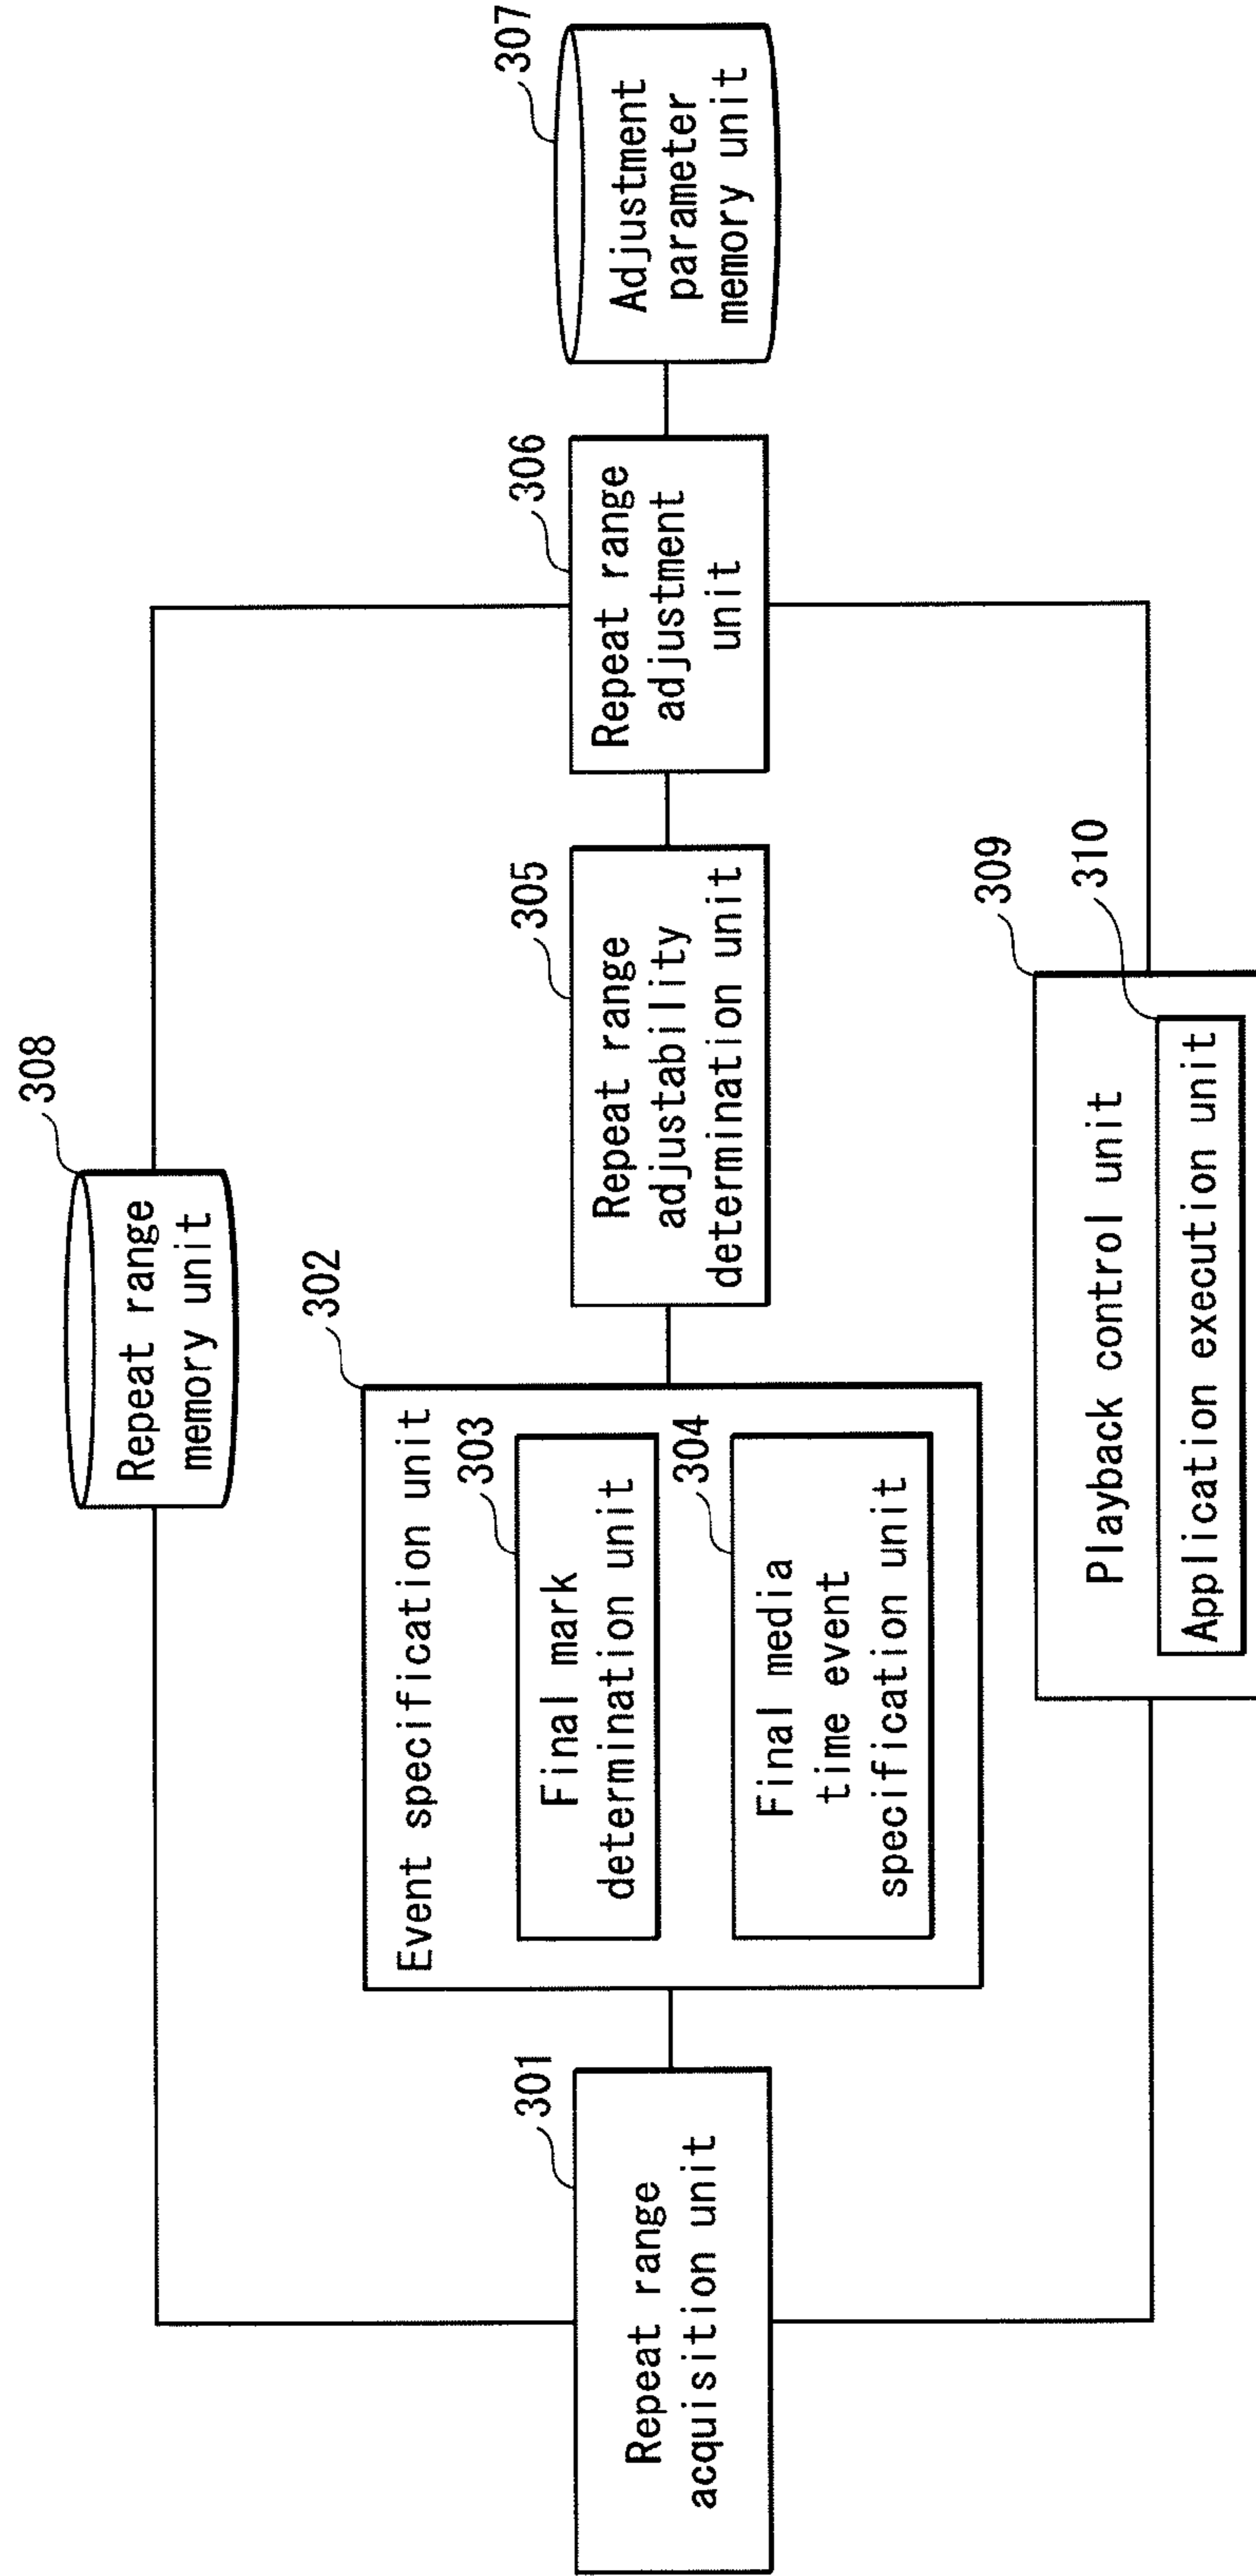 308
Repeat range
memory unit
301
Repeat range
acquisition unit
302
Event specification unit
303
Final mark
determination unit
304
Final media
time event
specification unit
305
Repeat range
adjustability
determination unit
306
Repeat range
adjustment
unit
307
Adjustment
parameter
memory unit
309
Playback control unit
310
Application execution unit